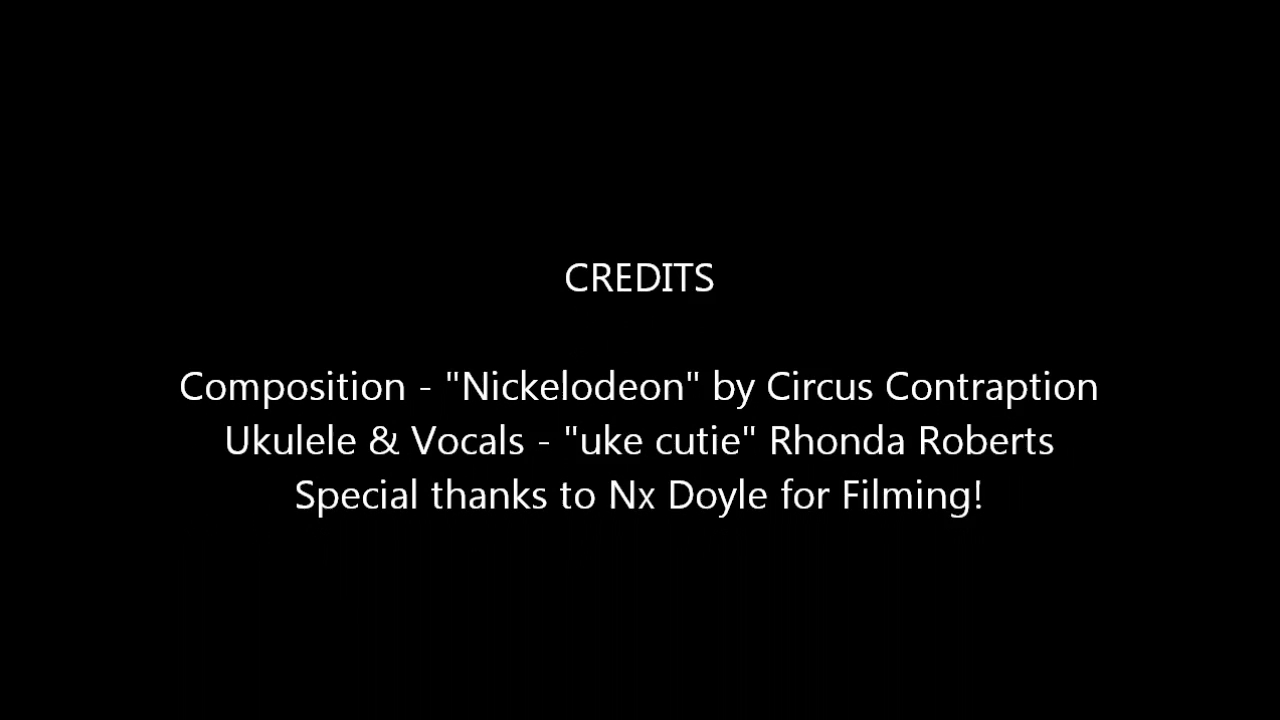 CREDITS
Composition - "Nickelodeon" by Circus Contraption
Ukulele & Vocals - "uke cutie" Rhonda Roberts
Special thanks to Nx Doyle for Filming!